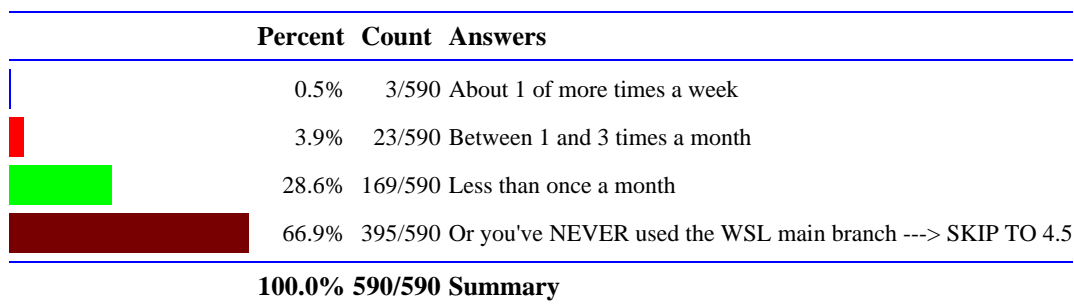 Percent Count Answers
0.5% 3/590 About 1 of more times a week
3.9% 23/590 Between 1 and 3 times a month
28.6% 169/590 Less than once a month
66.9% 395/590 Or you've NEVER used the WSL main branch ---> SKIP TO 4.5
100.0% 590/590 Summary